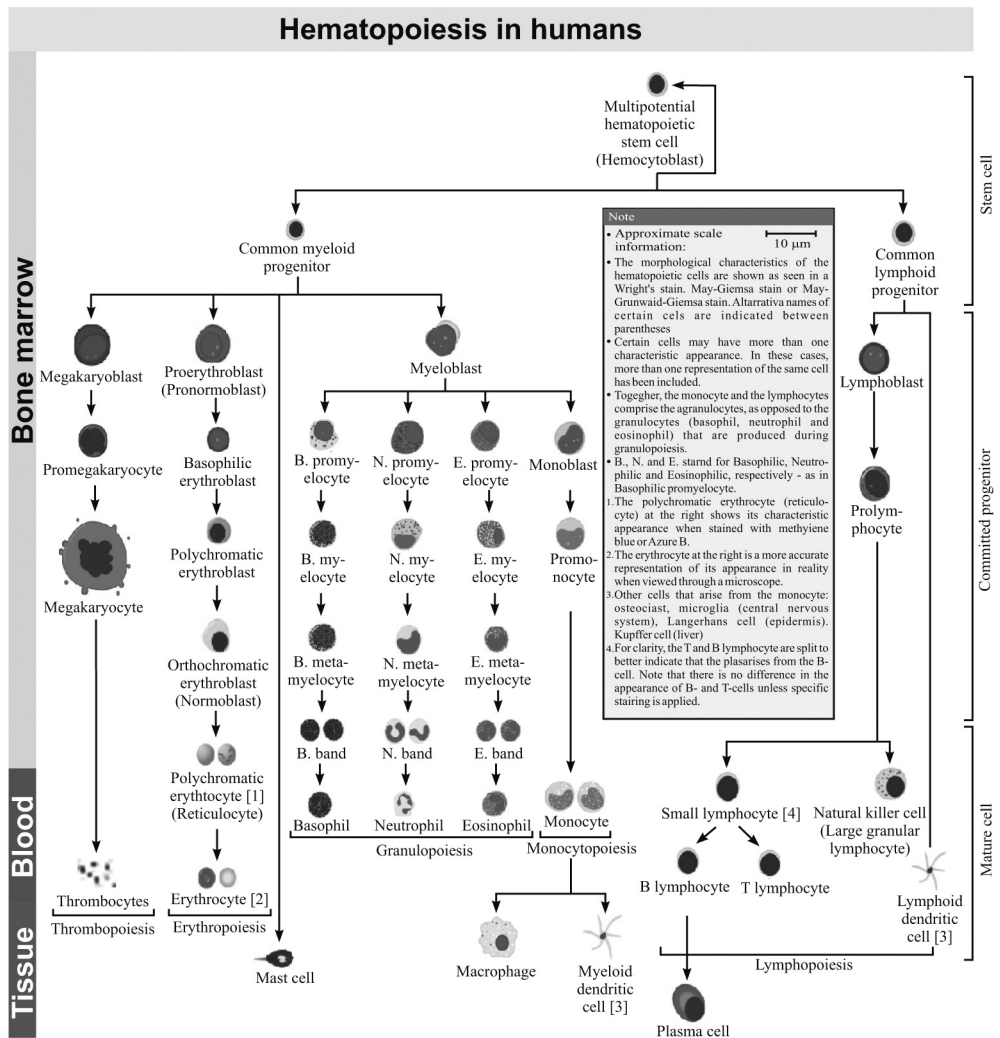 Hematopoiesis in humans
Bone marrow
Blood
Tissue
Stem cell
Committed progenitor
Mature cell
Multipotential
hematopoietic
stem cell
(Hemocytoblast)
Common myeloid
progenitor
Common
lymphoid
progenitor
Note
• Approximate scale
information:
10 µm
• The morphological characteristics of the
hematopoietic cells are shown as seen in a
Wright's stain. May-Giemsa stain or May-
Grunwaid-Giemsa stain. Altarrativa names of
certain cels are indicated between
parentheses
• Certain cells may have more than one
characteristic appearance. In these cases,
more than one representation of the same cell
has been included.
• Togegher, the monocyte and the lymphocytes
comprise the agranulocytes, as opposed to the
granulocytes (basophil, neutrophil and
eosinophil) that are produced during
granulopoiesis.
• B., N. and E. starnd for Basophilic, Neutro-
philic and Eosinophilic, respectively - as in
Basophilic promyelocyte.
1. The polychromatic erythrocyte (reticulo-
cyte) at the right shows its characteristic
appearance when stained with methyiene
blue or Azure B.
2. The erythrocyte at the right is a more accurate
representation of its appearance in reality
when viewed through a microscope.
3. Other cells that arise from the monocyte:
osteociast, microglia (central nervous
system), Langerhans cell (epidermis).
Kupffer cell (liver)
4. For clarity, the T and B lymphocyte are split to
better indicate that the plasarises from the B-
cell. Note that there is no difference in the
appearance of B- and T-cells unless specific
stairing is applied.
Megakaryoblast
Promegakaryocyte
Megakaryocyte
Thrombocytes
Thrombopoiesis
Proerythroblast
(Pronormoblast)
Basophilic
erythroblast
Polychromatic
erythroblast
Orthochromatic
erythroblast
(Normoblast)
Polychromatic
erythtocyte [1]
(Reticulocyte)
Erythrocyte [2]
Erythropoiesis
Mast cell
Myeloblast
B. promy-
elocyte
B. my-
elocyte
B. meta-
myelocyte
B. band
Basophil
N. promy-
elocyte
N. my-
elocyte
N. meta-
myelocyte
N. band
Neutrophil
E. promy-
elocyte
E. my-
elocyte
E. meta-
myelocyte
E. band
Eosinophil
Granulopoiesis
Monoblast
Promo-
nocyte
Monocyte
Monocytopoiesis
Macrophage
Myeloid
dendritic
cell [3]
Lymphoblast
Prolym-
phocyte
Small lymphocyte [4]
Natural killer cell
(Large granular
lymphocyte)
B lymphocyte
T lymphocyte
Lymphoid
dendritic
cell [3]
Lymphopoiesis
Plasma cell